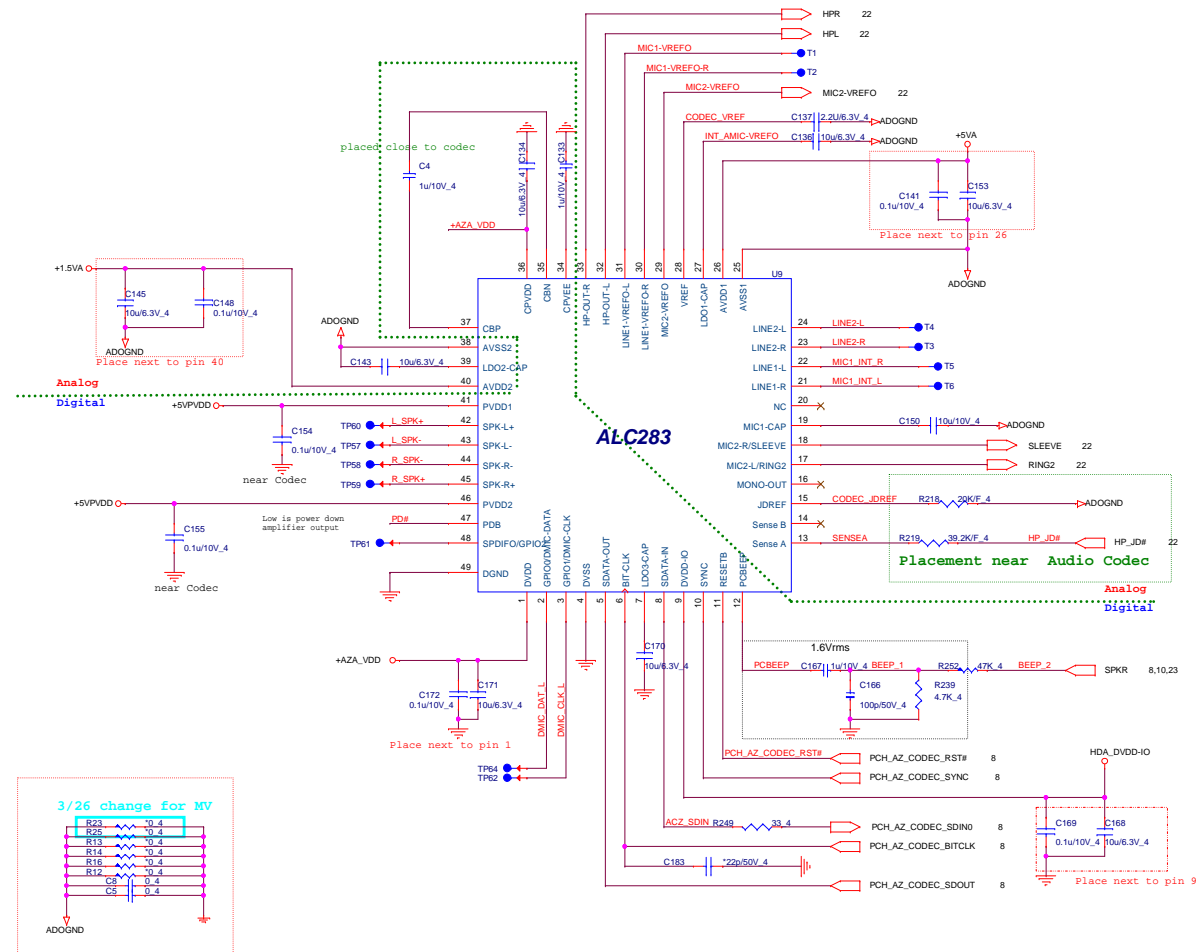 HPR 22
HPL 22
MIC1-VREFO T1
MIC1-VREFO-R T2
MIC2-VREFO MIC2-VREFO 22
CODEC_VREF C137 2.2U/6.3V_4 ADOGND
INT_AMIC-VREFO C136 10u/6.3V_4 ADOGND
+5VA
C141
0.1u/10V_4
C153
10u/6.3V_4
Place next to pin 26
ADOGND
placed close to codec
C4
1u/10V_4
C134
10u/6.3V_4
C133
1u/10V_4
+AZA_VDD
+1.5VA
C145
10u/6.3V_4
C148
0.1u/10V_4
ADOGND
Place next to pin 40
ADOGND
C143 10u/6.3V_4
Analog
Digital
36 35 34 33 32 31 30 29 28 27 26 25
U9
CPVDD
CBN
CPVEE
HP-OUT-R
HP-OUT-L
LINE1-VREFO-L
LINE1-VREFO-R
MIC2-VREFO
VREF
LDO1-CAP
AVDD1
AVSS1
37 CBP
38 AVSS2
39 LDO2-CAP
40 AVDD2
41 PVDD1
42 SPK-L+
43 SPK-L-
44 SPK-R-
45 SPK-R+
46 PVDD2
47 PDB
48 SPDIFO/GPIO2
49 DGND
ALC283
LINE2-L 24 LINE2-L T4
LINE2-R 23 LINE2-R T3
LINE1-L 22 MIC1_INT_R T5
LINE1-R 21 MIC1_INT_L T6
NC 20
MIC1-CAP 19 C150 10u/10V_4 ADOGND
MIC2-R/SLEEVE 18 SLEEVE 22
MIC2-L/RING2 17 RING2 22
MONO-OUT 16
JDREF 15 CODEC_JDREF R218 20K/F_4 ADOGND
Sense B 14
Sense A 13 SENSEA R219 39.2K/F_4 HP_JD# HP_JD# 22
Placement near Audio Codec
Analog
Digital
+5VPVDD
C154
0.1u/10V_4
near Codec
TP60 L_SPK+
TP57 L_SPK-
TP58 R_SPK-
TP59 R_SPK+
+5VPVDD
C155
0.1u/10V_4
near Codec
Low is power down
amplifier output
PD#
TP61
DVDD
GPIO0/DMIC-DATA
GPIO1/DMIC-CLK
DVSS
SDATA-OUT
BIT-CLK
LDO3-CAP
SDATA-IN
DVDD-IO
SYNC
RESETB
PCBEEP
1 2 3 4 5 6 7 8 9 10 11 12
+AZA_VDD
C172
0.1u/10V_4
C171
10u/6.3V_4
Place next to pin 1
DMIC_DAT_L
DMIC_CLK_L
TP64
TP62
C170
10u/6.3V_4
1.6Vrms
PCBEEP C167 1u/10V_4 BEEP_1 R252 47K_4 BEEP_2 SPKR 8,10,23
C166
100p/50V_4
R239
4.7K_4
PCH_AZ_CODEC_RST# PCH_AZ_CODEC_RST# 8
PCH_AZ_CODEC_SYNC 8
HDA_DVDD-IO
C169
0.1u/10V_4
C168
10u/6.3V_4
Place next to pin 9
ACZ_SDIN R249 33_4 PCH_AZ_CODEC_SDIN0 8
PCH_AZ_CODEC_BITCLK 8
C183 *22p/50V_4
PCH_AZ_CODEC_SDOUT 8
3/26 change for MV
R23 *0_4
R25 *0_4
R13 *0_4
R14 *0_4
R16 *0_4
R12 *0_4
C8 0_4
C5 0_4
ADOGND